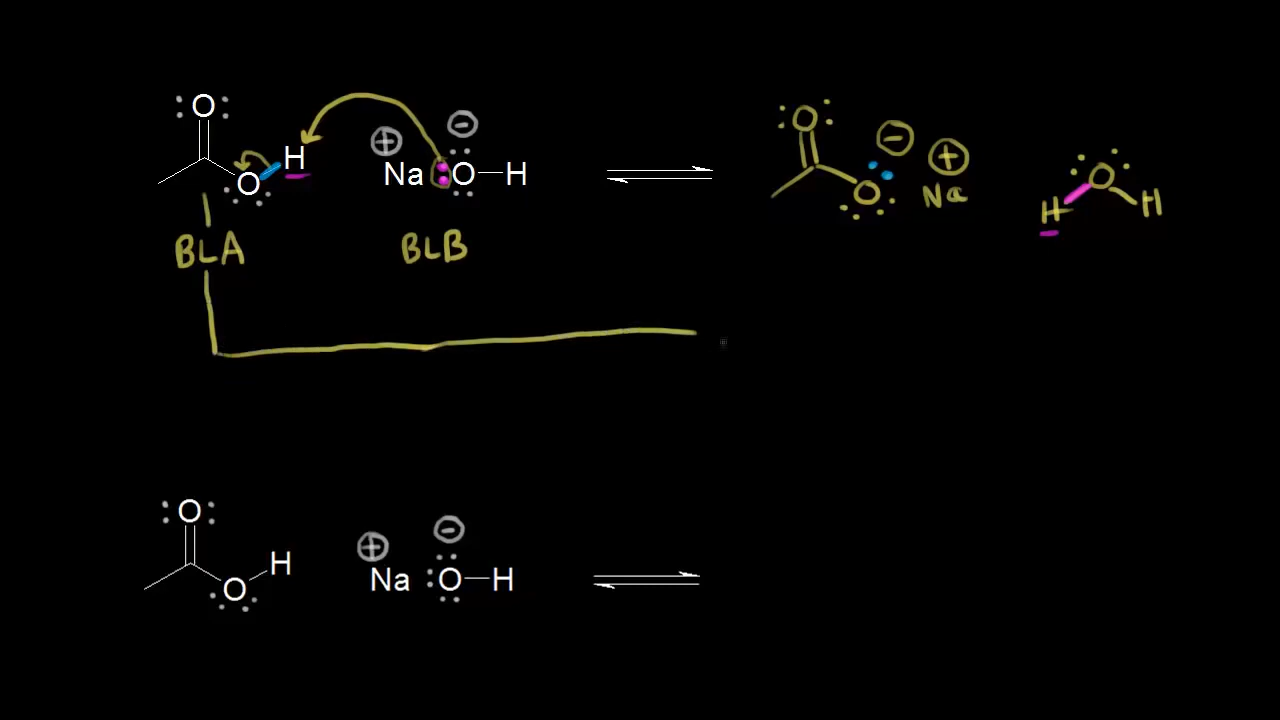 O O
H ⊕ ⊖ ⊖ ⊕
O Na O H O Na H O H
BLA BLB
O
H ⊕ ⊖
O Na O H